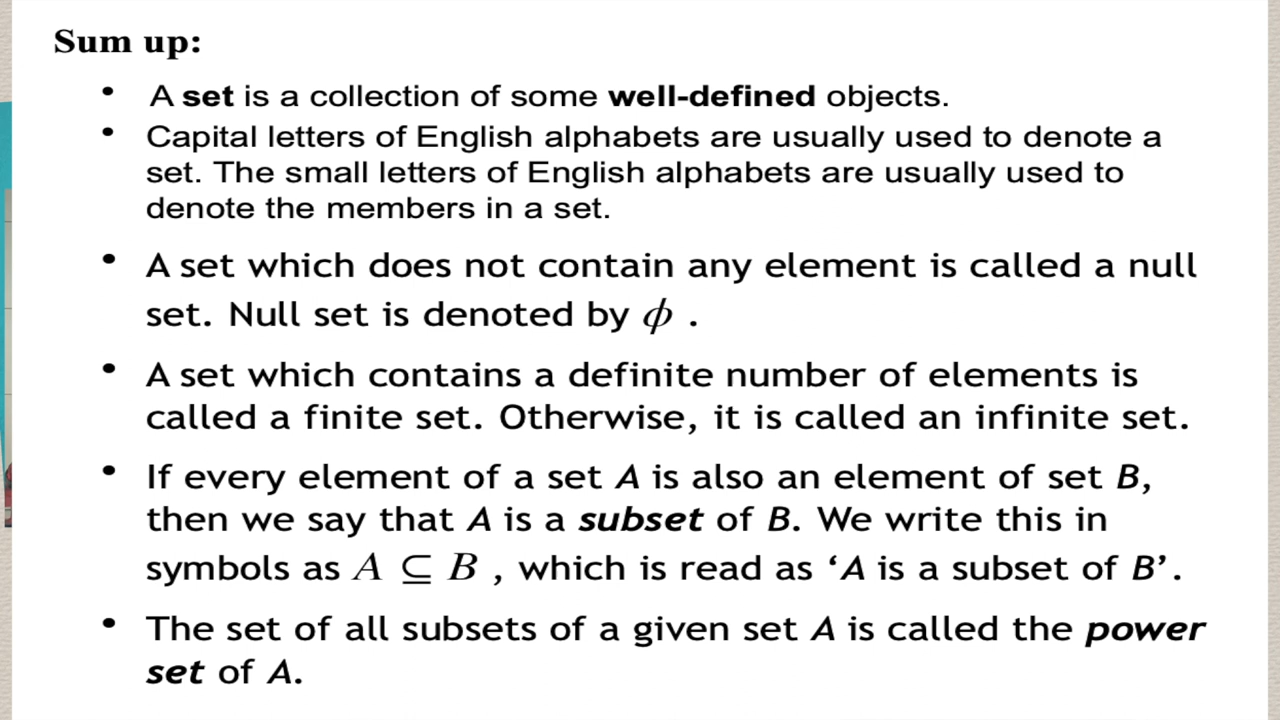 Sum up:
• A set is a collection of some well-defined objects.
• Capital letters of English alphabets are usually used to denote a
set. The small letters of English alphabets are usually used to
denote the members in a set.
• A set which does not contain any element is called a null
set. Null set is denoted by ϕ .
• A set which contains a definite number of elements is
called a finite set. Otherwise, it is called an infinite set.
• If every element of a set A is also an element of set B,
then we say that A is a subset of B. We write this in
symbols as A ⊆ B , which is read as ‘A is a subset of B’.
• The set of all subsets of a given set A is called the power
set of A.